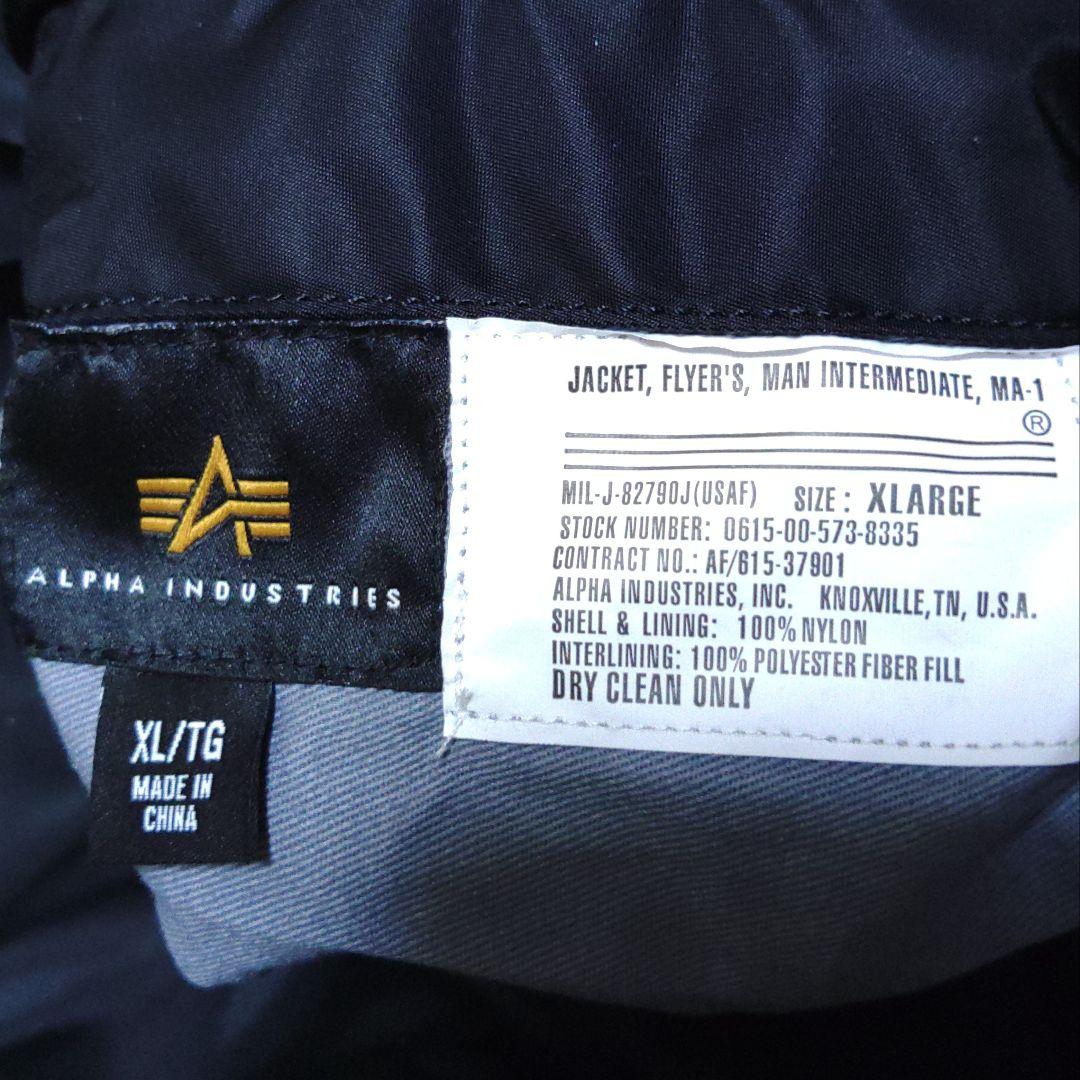 ALPHA INDUSTRIES
XL/TG
MADE IN
CHINA
JACKET, FLYER'S, MAN INTERMEDIATE, MA-1
®
MIL-J-82790J(USAF) SIZE: XLARGE
STOCK NUMBER: 0615-00-573-8335
CONTRACT NO.: AF/615-37901
ALPHA INDUSTRIES, INC. KNOXVILLE, TN, U.S.A.
SHELL & LINING: 100% NYLON
INTERLINING: 100% POLYESTER FIBER FILL
DRY CLEAN ONLY